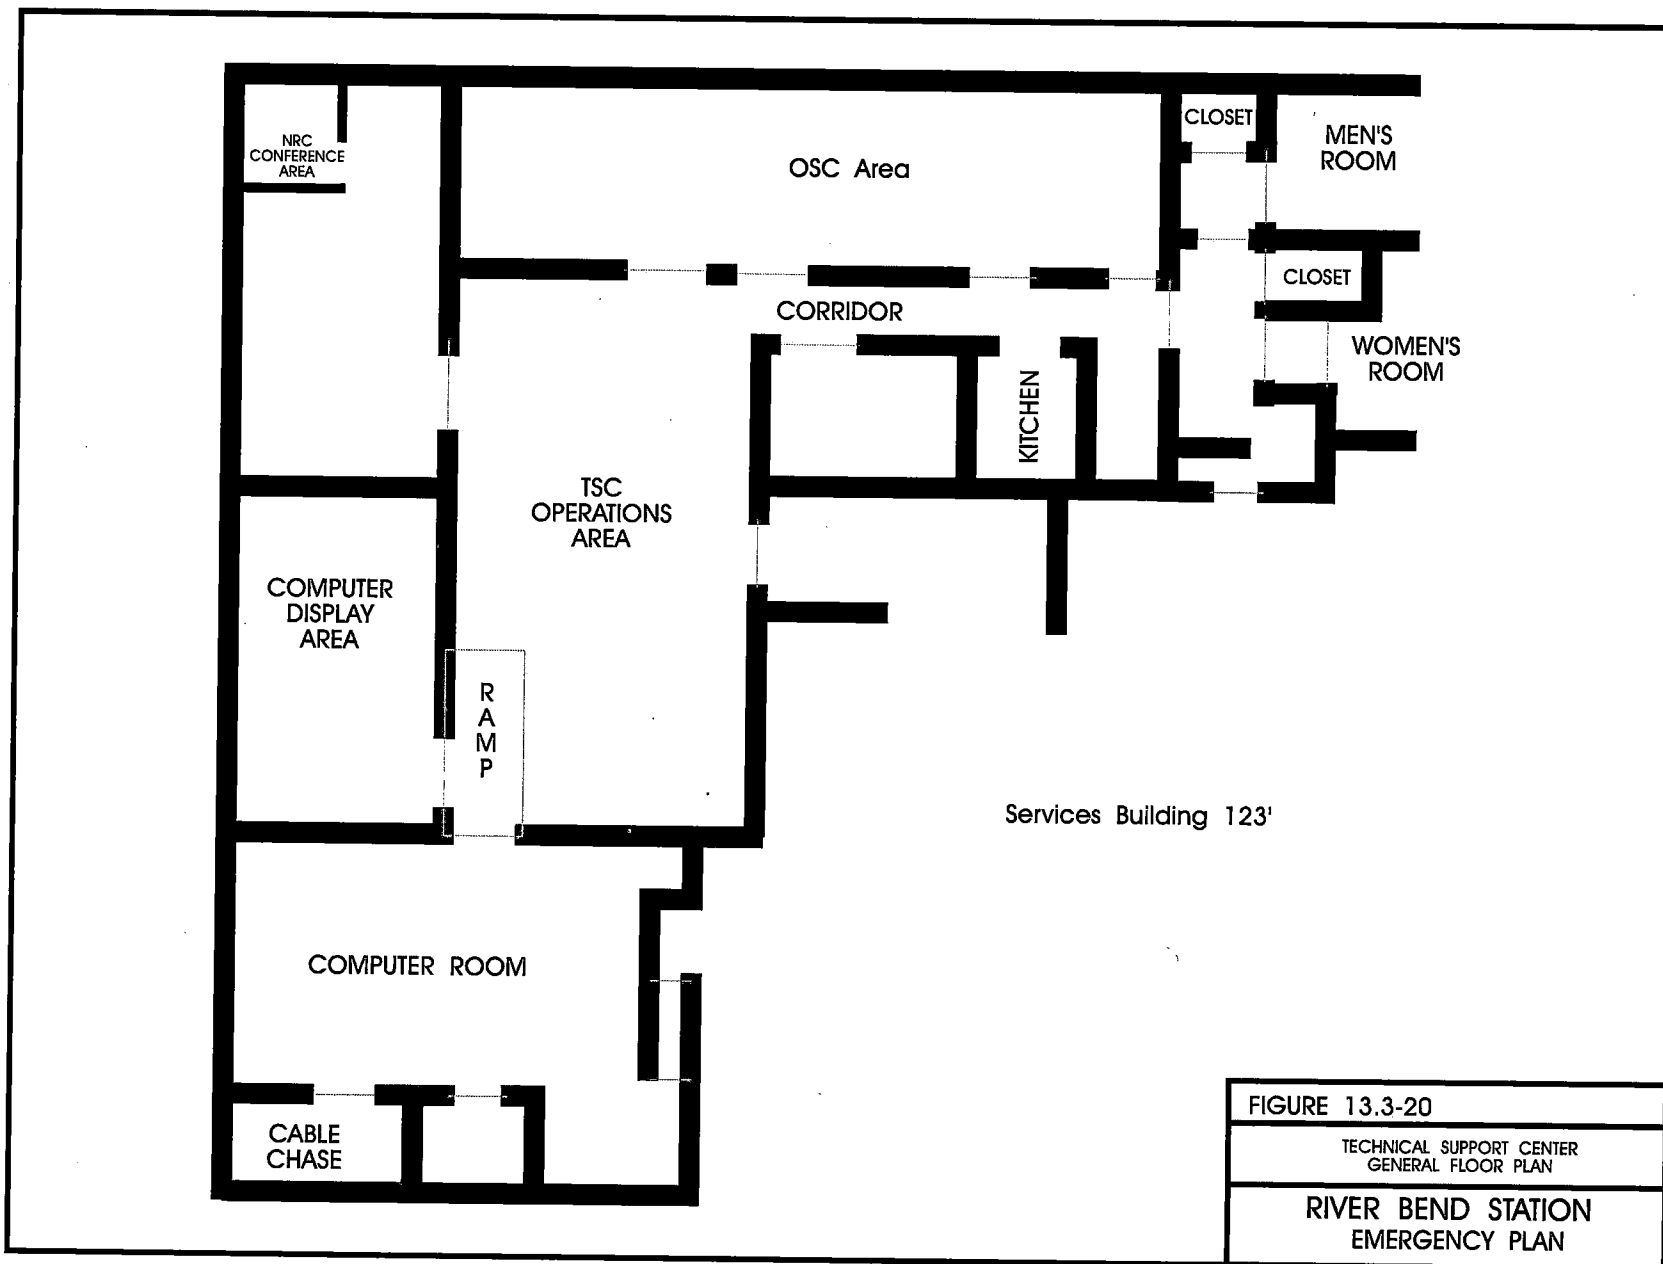 NRC
CONFERENCE
AREA
OSC Area
CLOSET
MEN'S
ROOM
CLOSET
CORRIDOR
WOMEN'S
ROOM
KITCHEN
TSC
OPERATIONS
AREA
COMPUTER
DISPLAY
AREA
RAMP
Services Building 123'
COMPUTER ROOM
CABLE
CHASE
FIGURE 13.3-20
TECHNICAL SUPPORT CENTER
GENERAL FLOOR PLAN
RIVER BEND STATION
EMERGENCY PLAN